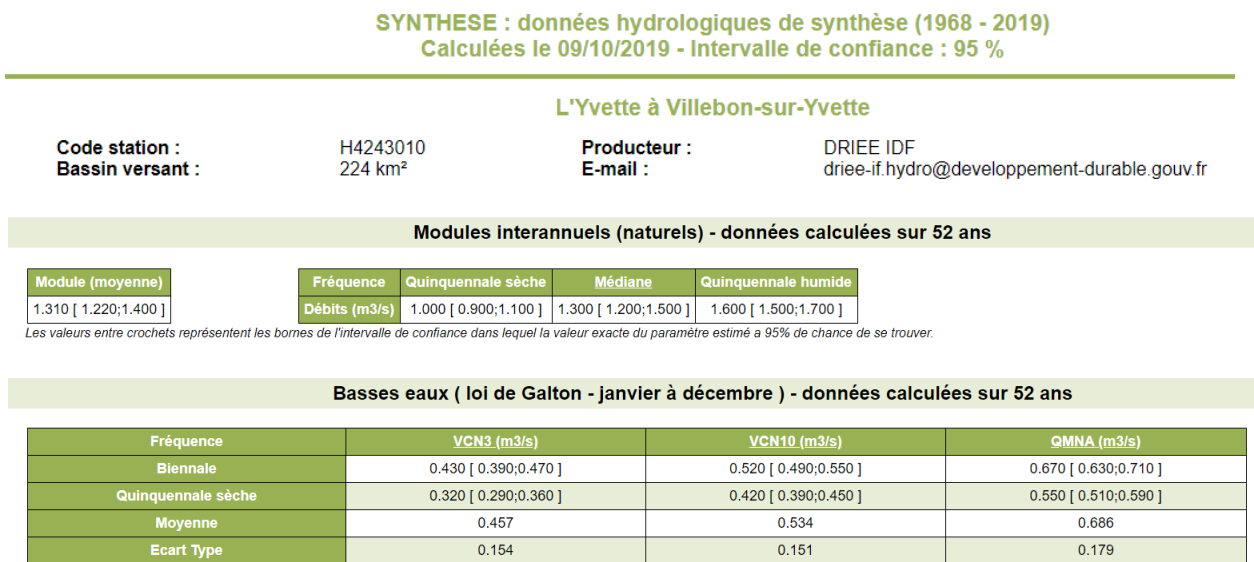 SYNTHESE : données hydrologiques de synthèse (1968 - 2019)
Calculées le 09/10/2019 - Intervalle de confiance : 95 %
L'Yvette à Villebon-sur-Yvette
Code station : H4243010 Producteur : DRIEE IDF
Bassin versant : 224 km² E-mail : driee-if.hydro@developpement-durable.gouv.fr
Modules interannuels (naturels) - données calculées sur 52 ans
Module (moyenne) Fréquence Quinquennale sèche Médiane Quinquennale humide
1.310 [ 1.220;1.400 ] Débits (m3/s) 1.000 [ 0.900;1.100 ] 1.300 [ 1.200;1.500 ] 1.600 [ 1.500;1.700 ]
Les valeurs entre crochets représentent les bornes de l'intervalle de confiance dans lequel la valeur exacte du paramètre estimé a 95% de chance de se trouver.
Basses eaux ( loi de Galton - janvier à décembre ) - données calculées sur 52 ans
Fréquence VCN3 (m3/s) VCN10 (m3/s) QMNA (m3/s)
Biennale 0.430 [ 0.390;0.470 ] 0.520 [ 0.490;0.550 ] 0.670 [ 0.630;0.710 ]
Quinquennale sèche 0.320 [ 0.290;0.360 ] 0.420 [ 0.390;0.450 ] 0.550 [ 0.510;0.590 ]
Moyenne 0.457 0.534 0.686
Ecart Type 0.154 0.151 0.179